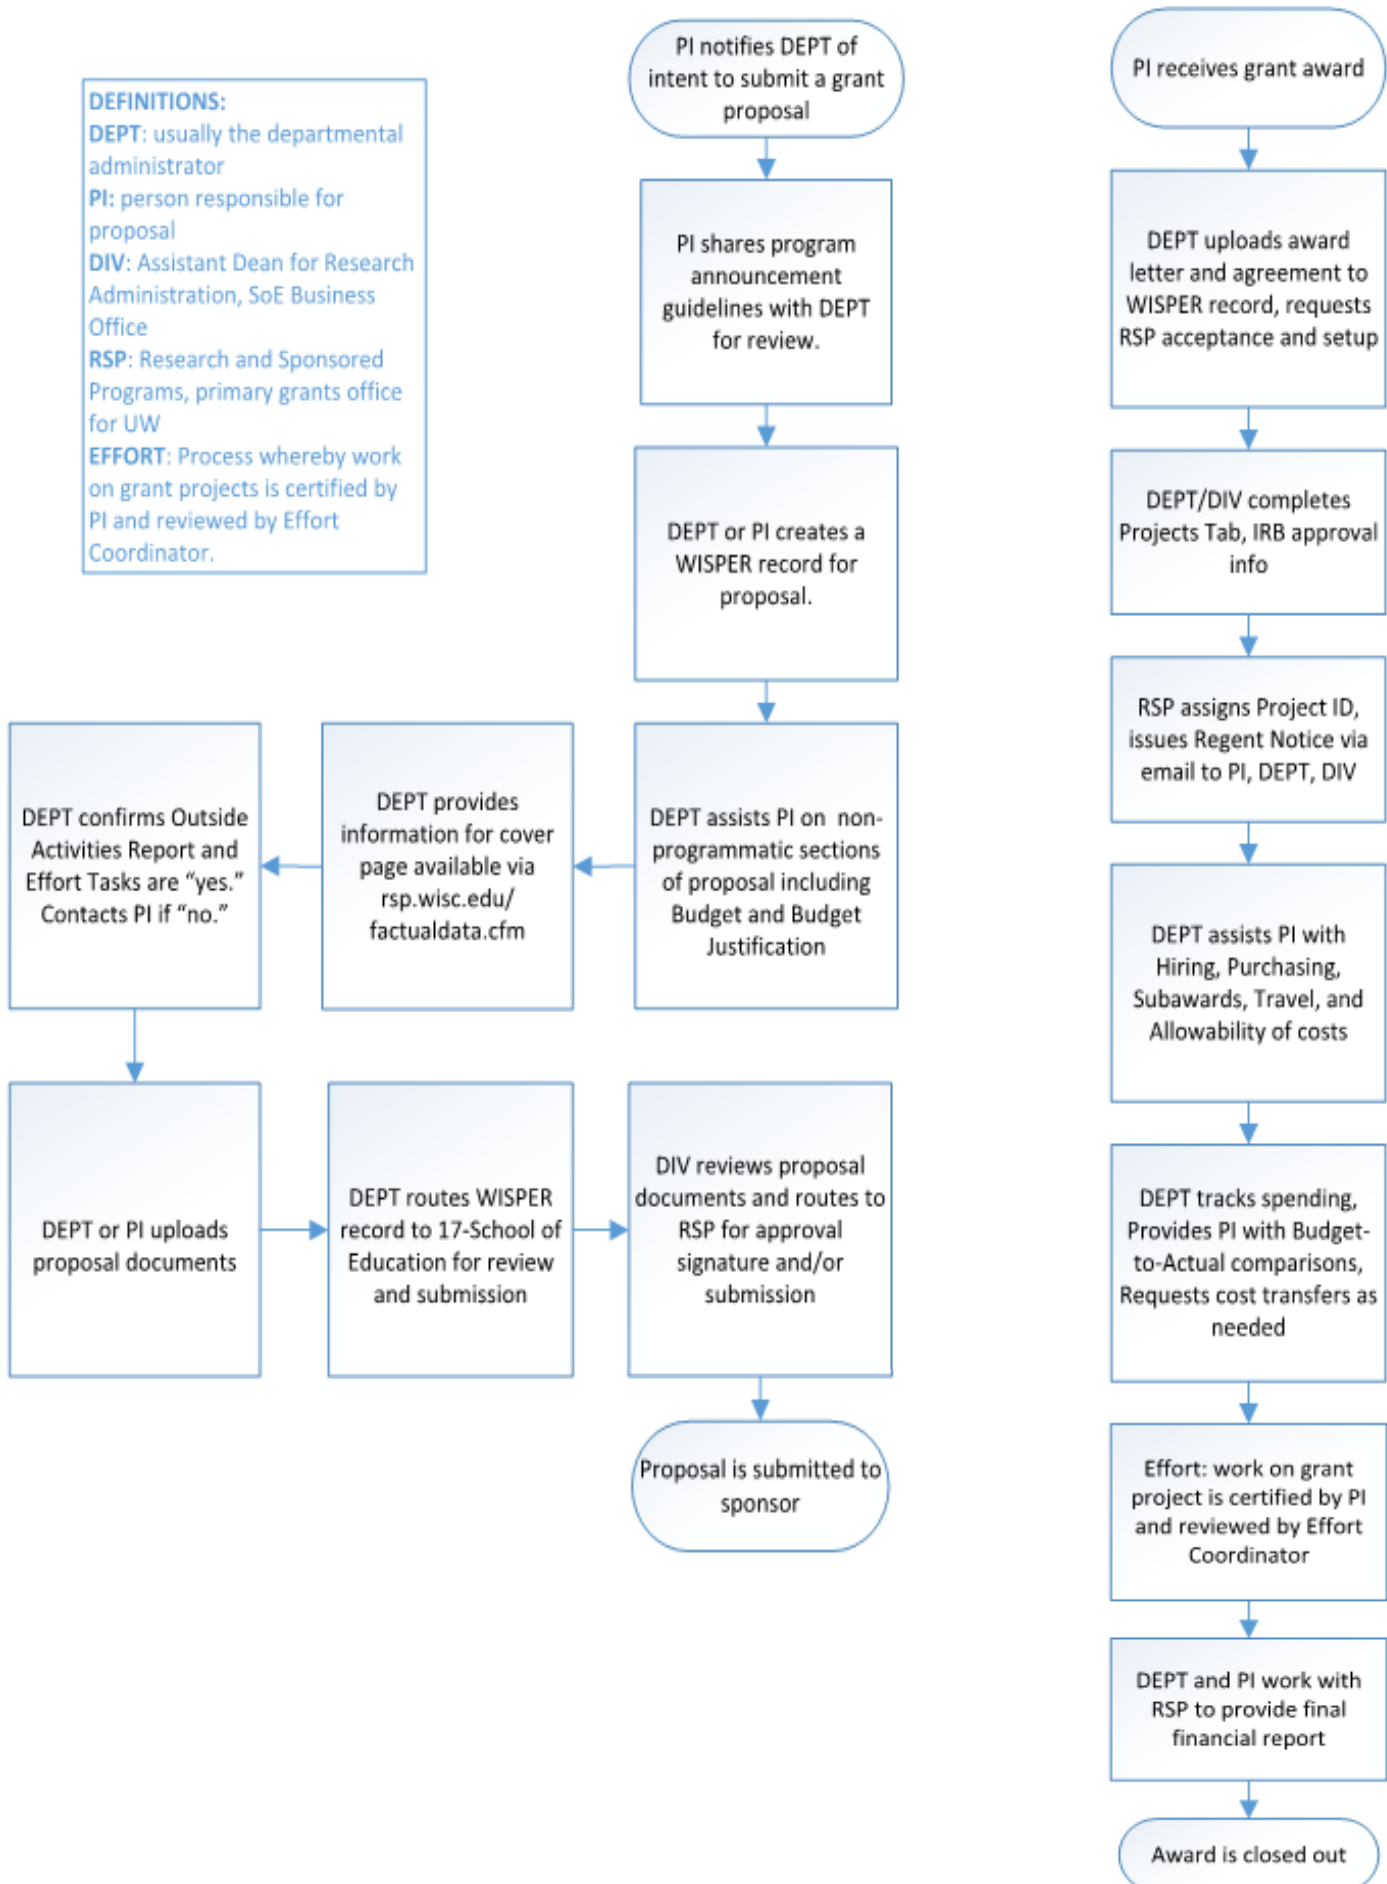 DEFINITIONS:
DEPT: usually the departmental
administrator
PI: person responsible for
proposal
DIV: Assistant Dean for Research
Administration, SoE Business
Office
RSP: Research and Sponsored
Programs, primary grants office
for UW
EFFORT: Process whereby work
on grant projects is certified by
PI and reviewed by Effort
Coordinator.
PI notifies DEPT of
intent to submit a grant
proposal
PI shares program
announcement
guidelines with DEPT
for review.
DEPT or PI creates a
WISPER record for
proposal.
DEPT assists PI on non-
programmatic sections
of proposal including
Budget and Budget
Justification
DEPT provides
information for cover
page available via
rsp.wisc.edu/
factualdata.cfm
DEPT confirms Outside
Activities Report and
Effort Tasks are “yes.”
Contacts PI if “no.”
DEPT or PI uploads
proposal documents
DEPT routes WISPER
record to 17-School of
Education for review
and submission
DIV reviews proposal
documents and routes to
RSP for approval
signature and/or
submission
Proposal is submitted to
sponsor
PI receives grant award
DEPT uploads award
letter and agreement to
WISPER record, requests
RSP acceptance and setup
DEPT/DIV completes
Projects Tab, IRB approval
info
RSP assigns Project ID,
issues Regent Notice via
email to PI, DEPT, DIV
DEPT assists PI with
Hiring, Purchasing,
Subawards, Travel, and
Allowability of costs
DEPT tracks spending,
Provides PI with Budget-
to-Actual comparisons,
Requests cost transfers as
needed
Effort: work on grant
project is certified by PI
and reviewed by Effort
Coordinator
DEPT and PI work with
RSP to provide final
financial report
Award is closed out